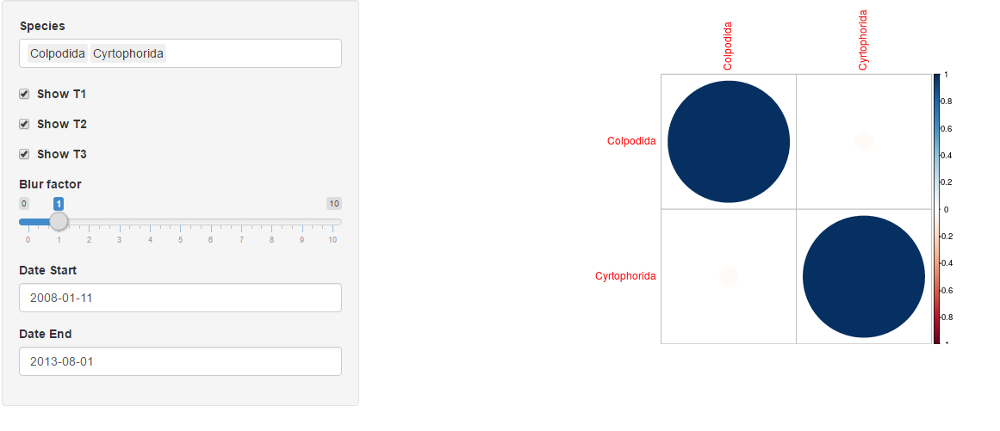 Species
Colpodida Cyrtophorida
Show T1
Show T2
Show T3
Blur factor
0 1 10
0 1 2 3 4 5 6 7 8 9 10
Date Start
2008-01-11
Date End
2013-08-01
Colpodida
Cyrtophorida
Colpodida
Cyrtophorida
1
0.8
0.6
0.4
0.2
0
-0.2
-0.4
-0.6
-0.8
-1